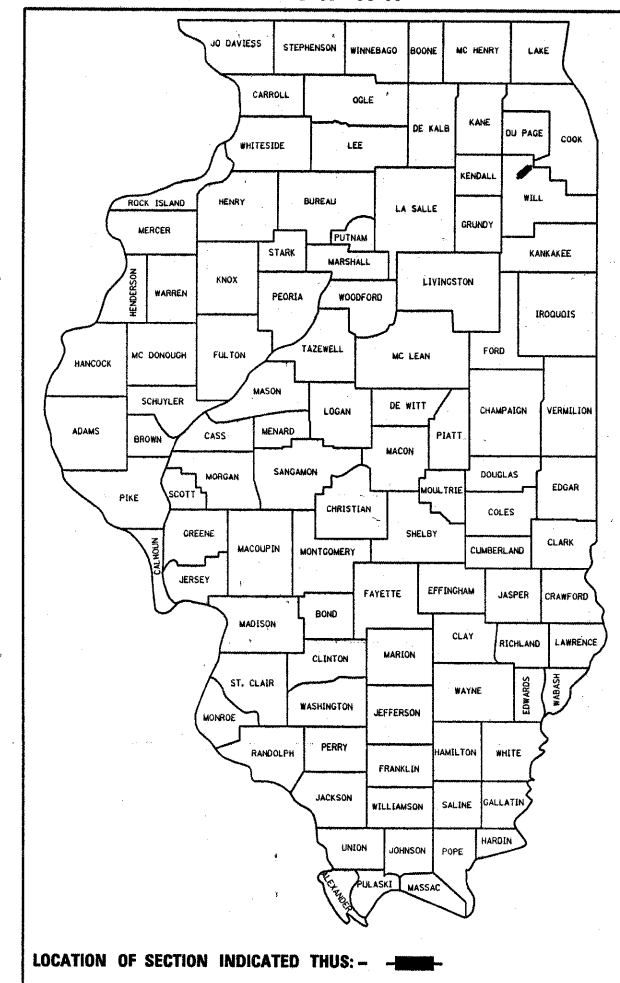 JO DAVIESS STEPHENSON WINNEBAGO BOONE MC HENRY LAKE
CARROLL OGLE DE KALB KANE DU PAGE COOK
WHITESIDE LEE KENDALL WILL
ROCK ISLAND HENRY BUREAU LA SALLE GRUNDY
MERCER PUTNAM KANKAKEE
STARK MARSHALL
HENDERSON WARREN KNOX PEORIA WOODFORD LIVINGSTON IROQUOIS
HANCOCK MC DONOUGH FULTON TAZEWELL MC LEAN FORD
MASON
SCHUYLER LOGAN DE WITT CHAMPAIGN VERMILION
ADAMS BROWN CASS MENARD MACON PIATT
MORGAN SANGAMON DOUGLAS
PIKE SCOTT CHRISTIAN MOULTRIE COLES EDGAR
GREENE MACOUPIN MONTGOMERY SHELBY CUMBERLAND CLARK
CALHOUN JERSEY
FAYETTE EFFINGHAM JASPER CRAWFORD
MADISON BOND CLAY RICHLAND LAWRENCE
CLINTON MARION
ST. CLAIR WASHINGTON WAYNE EDWARDS WABASH
MONROE JEFFERSON
RANDOLPH PERRY HAMILTON WHITE
FRANKLIN
JACKSON WILLIAMSON SALINE GALLATIN
UNION JOHNSON POPE HARDIN
ALEXANDER PULASKI MASSAC
LOCATION OF SECTION INDICATED THUS: -